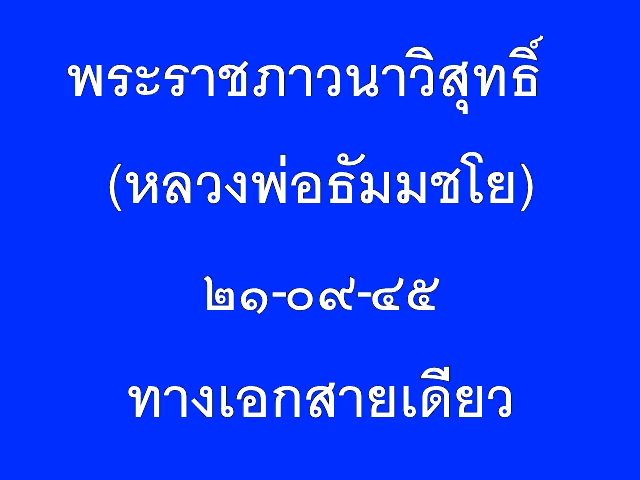 พระราชภาวนาวิสุทธิ์
(หลวงพ่อธัมมชโย)
๒๑-๐๙-๔๕
ทางเอกสายเดียว